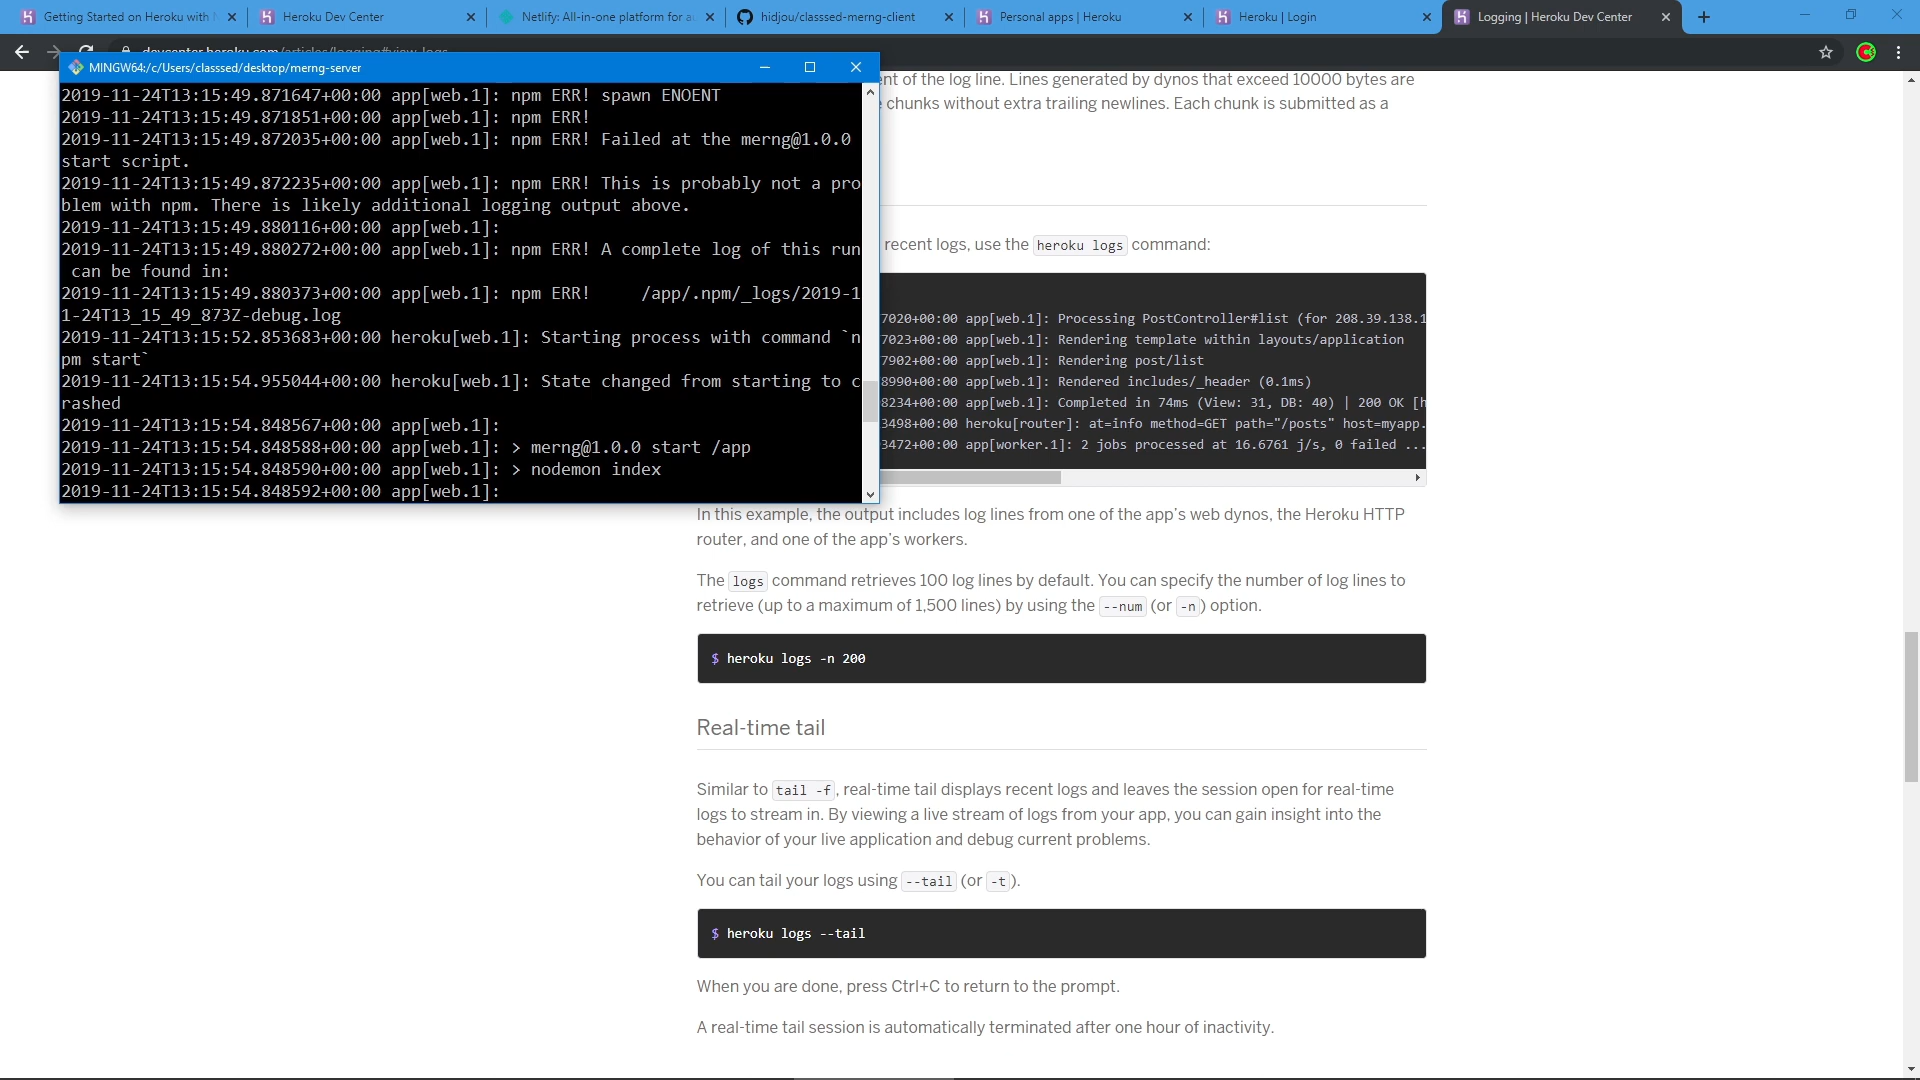 Getting Started on Heroku with
Heroku Dev Center
Netlify: All-in-one platform for
hidjou/classsed-merng-client
Personal apps | Heroku
Heroku | Login
Logging | Heroku Dev Center
devcenter.heroku.com/articles/logging#view-logs
MINGW64:/c/Users/classsed/desktop/merng-server
2019-11-24T13:15:49.871647+00:00 app[web.1]: npm ERR! spawn ENOENT
2019-11-24T13:15:49.871851+00:00 app[web.1]: npm ERR!
2019-11-24T13:15:49.872035+00:00 app[web.1]: npm ERR! Failed at the merng@1.0.0
start script.
2019-11-24T13:15:49.872235+00:00 app[web.1]: npm ERR! This is probably not a pro
blem with npm. There is likely additional logging output above.
2019-11-24T13:15:49.880116+00:00 app[web.1]:
2019-11-24T13:15:49.880272+00:00 app[web.1]: npm ERR! A complete log of this run
can be found in:
2019-11-24T13:15:49.880373+00:00 app[web.1]: npm ERR!     /app/.npm/_logs/2019-1
1-24T13_15_49_873Z-debug.log
2019-11-24T13:15:52.853683+00:00 heroku[web.1]: Starting process with command `n
pm start`
2019-11-24T13:15:54.955044+00:00 heroku[web.1]: State changed from starting to c
rashed
2019-11-24T13:15:54.848567+00:00 app[web.1]:
2019-11-24T13:15:54.848588+00:00 app[web.1]: > merng@1.0.0 start /app
2019-11-24T13:15:54.848590+00:00 app[web.1]: > nodemon index
2019-11-24T13:15:54.848592+00:00 app[web.1]:
nt of the log line. Lines generated by dynos that exceed 10000 bytes are
chunks without extra trailing newlines. Each chunk is submitted as a
recent logs, use the heroku logs command:
7020+00:00 app[web.1]: Processing PostController#list (for 208.39.138.1
7023+00:00 app[web.1]: Rendering template within layouts/application
7902+00:00 app[web.1]: Rendering post/list
8990+00:00 app[web.1]: Rendered includes/_header (0.1ms)
8234+00:00 app[web.1]: Completed in 74ms (View: 31, DB: 40) | 200 OK [h
3498+00:00 heroku[router]: at=info method=GET path="/posts" host=myapp.
3472+00:00 app[worker.1]: 2 jobs processed at 16.6761 j/s, 0 failed ...
In this example, the output includes log lines from one of the app's web dynos, the Heroku HTTP
router, and one of the app's workers.
The logs command retrieves 100 log lines by default. You can specify the number of log lines to
retrieve (up to a maximum of 1,500 lines) by using the --num (or -n) option.
$ heroku logs -n 200
Real-time tail
Similar to tail -f, real-time tail displays recent logs and leaves the session open for real-time
logs to stream in. By viewing a live stream of logs from your app, you can gain insight into the
behavior of your live application and debug current problems.
You can tail your logs using --tail (or -t).
$ heroku logs --tail
When you are done, press Ctrl+C to return to the prompt.
A real-time tail session is automatically terminated after one hour of inactivity.